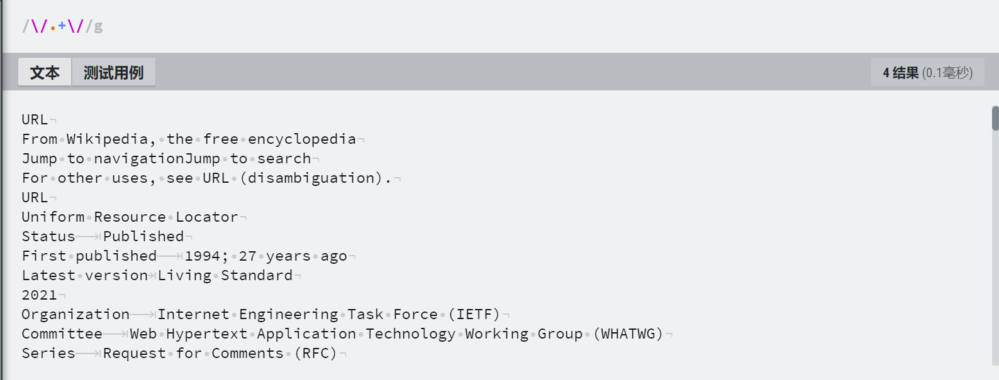 /\/.+\//g
文本 测试用例 4 结果 (0.1毫秒)
URL
From Wikipedia, the free encyclopedia
Jump to navigationJump to search
For other uses, see URL (disambiguation).
URL
Uniform Resource Locator
Status Published
First published 1994; 27 years ago
Latest version Living Standard
2021
Organization Internet Engineering Task Force (IETF)
Committee Web Hypertext Application Technology Working Group (WHATWG)
Series Request for Comments (RFC)